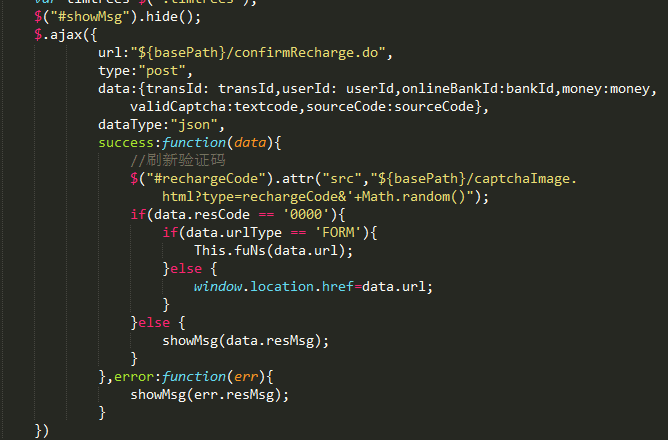 $("#showMsg").hide();
$.ajax({
url:"${basePath}/confirmRecharge.do",
type:"post",
data:{transId: transId,userId: userId,onlineBankId:bankId,money:money,
validCaptcha:textcode,sourceCode:sourceCode},
dataType:"json",
success:function(data){
//刷新验证码
$("#rechargeCode").attr("src","${basePath}/captchaImage.
html?type=rechargeCode&'+Math.random()");
if(data.resCode == '0000'){
if(data.urlType == 'FORM'){
This.fuNs(data.url);
}else {
window.location.href=data.url;
}
}else {
showMsg(data.resMsg);
}
},error:function(err){
showMsg(err.resMsg);
}
})